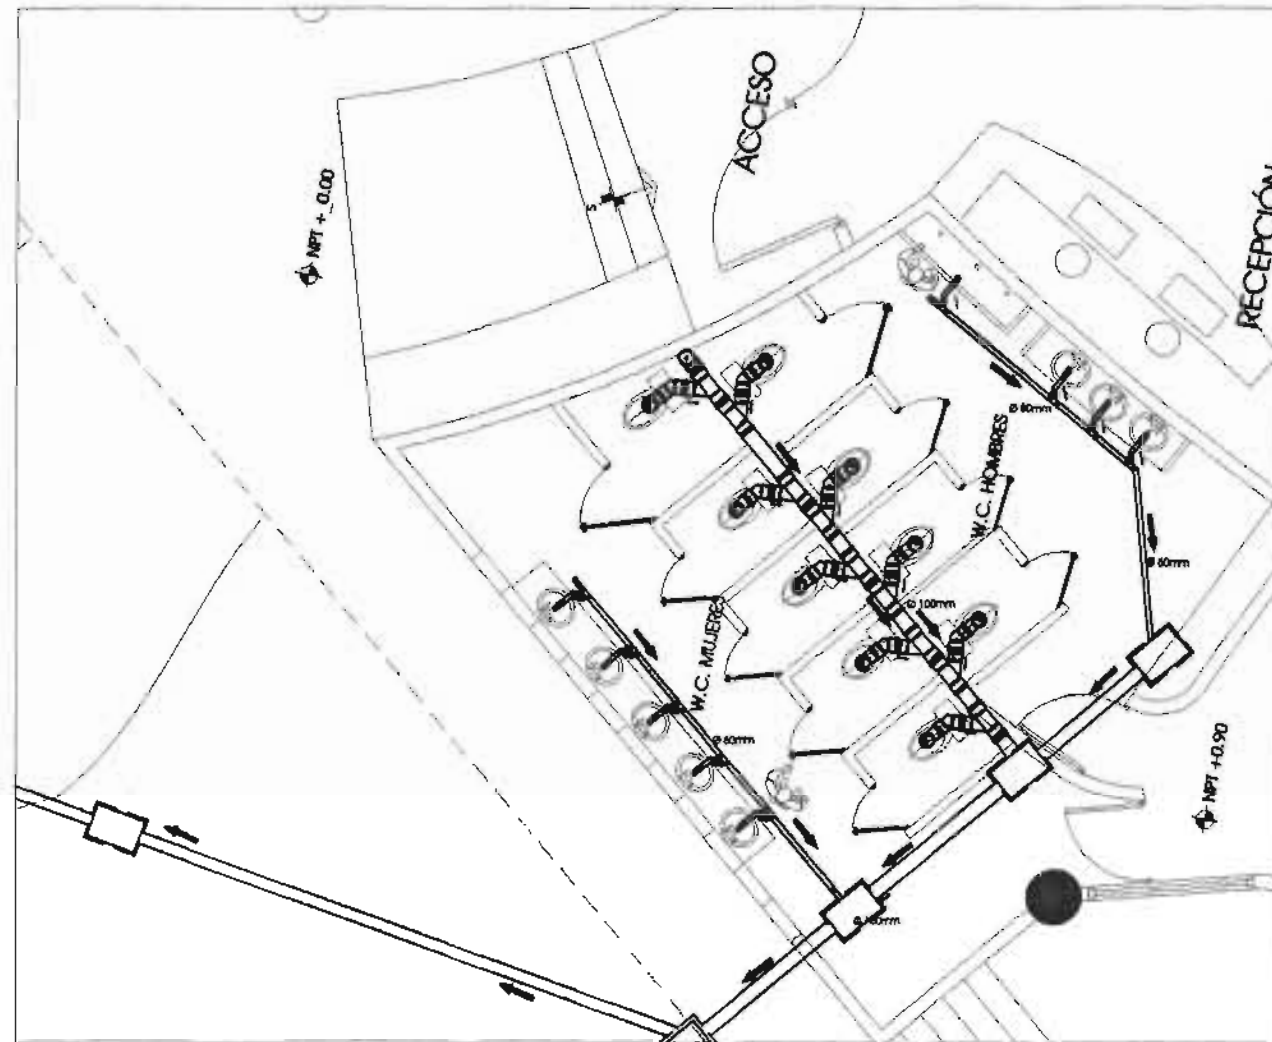 ACCESO
NPT + 0.00
S
RECEPCIÓN
Ø 60mm
W.C. HOMBRES
Ø 60mm
Ø 100mm
W.C. MUJERES
Ø 60mm
NPT +0.90